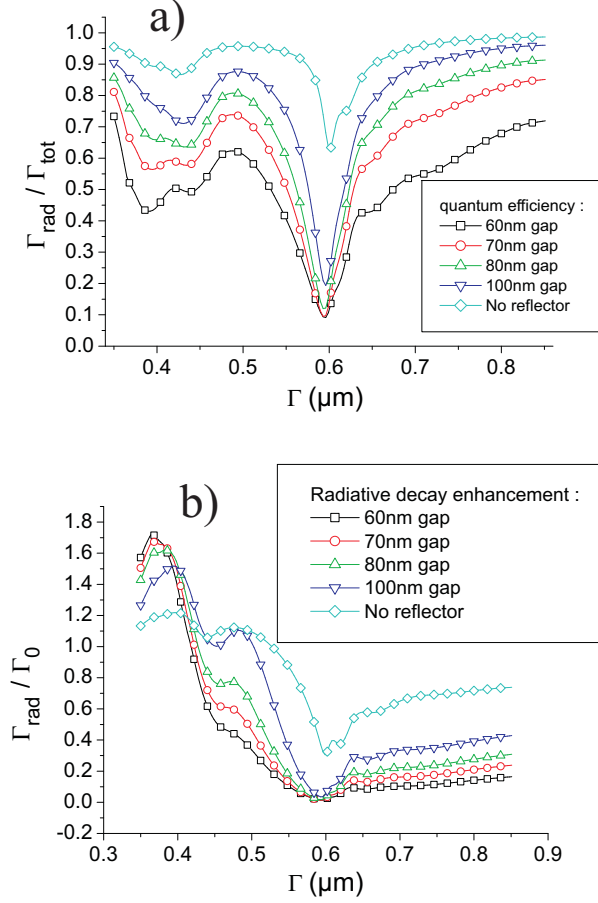 a)
1.0
0.9
0.8
0.7
0.6
0.5
0.4
0.3
0.2
0.1
0.0
Γrad / Γtot
quantum efficiency :
60nm gap
70nm gap
80nm gap
100nm gap
No reflector
0.4 0.5 0.6 0.7 0.8
Γ (µm)
b)
Radiative decay enhancement :
60nm gap
70nm gap
80nm gap
100nm gap
No reflector
1.8
1.6
1.4
1.2
1.0
0.8
0.6
0.4
0.2
0.0
-0.2
Γrad / Γ0
0.3 0.4 0.5 0.6 0.7 0.8 0.9
Γ (µm)